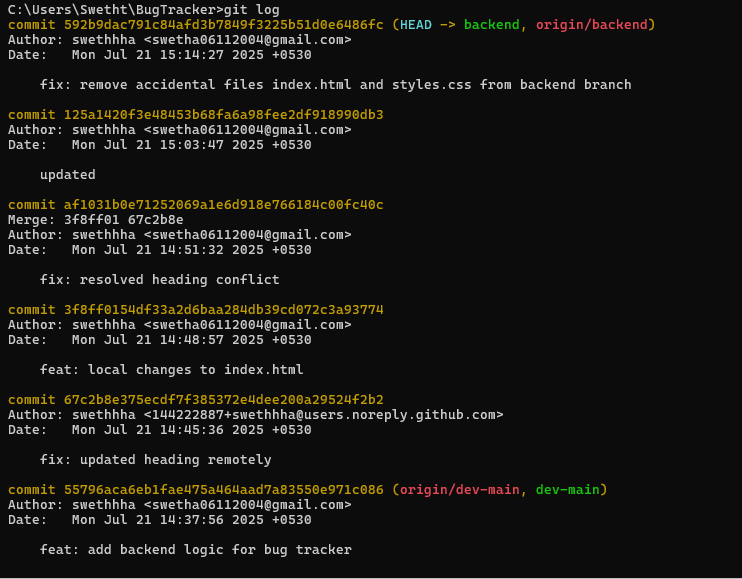 C:\Users\Swetht\BugTracker>git log
commit 592b9dac791c84afd3b7849f3225b51d0e6486fc (HEAD -> backend, origin/backend)
Author: swethhha <swetha06112004@gmail.com>
Date:   Mon Jul 21 15:14:27 2025 +0530

    fix: remove accidental files index.html and styles.css from backend branch

commit 125a1420f3e48453b68fa6a98fee2df918990db3
Author: swethhha <swetha06112004@gmail.com>
Date:   Mon Jul 21 15:03:47 2025 +0530

    updated

commit af1031b0e71252069a1e6d918e766184c00fc40c
Merge: 3f8ff01 67c2b8e
Author: swethhha <swetha06112004@gmail.com>
Date:   Mon Jul 21 14:51:32 2025 +0530

    fix: resolved heading conflict

commit 3f8ff0154df33a2d6baa284db39cd072c3a93774
Author: swethhha <swetha06112004@gmail.com>
Date:   Mon Jul 21 14:48:57 2025 +0530

    feat: local changes to index.html

commit 67c2b8e375ecdf7f385372e4dee200a29524f2b2
Author: swethhha <144222887+swethhha@users.noreply.github.com>
Date:   Mon Jul 21 14:45:36 2025 +0530

    fix: updated heading remotely

commit 55796aca6eb1fae475a464aad7a83550e971c086 (origin/dev-main, dev-main)
Author: swethhha <swetha06112004@gmail.com>
Date:   Mon Jul 21 14:37:56 2025 +0530

    feat: add backend logic for bug tracker